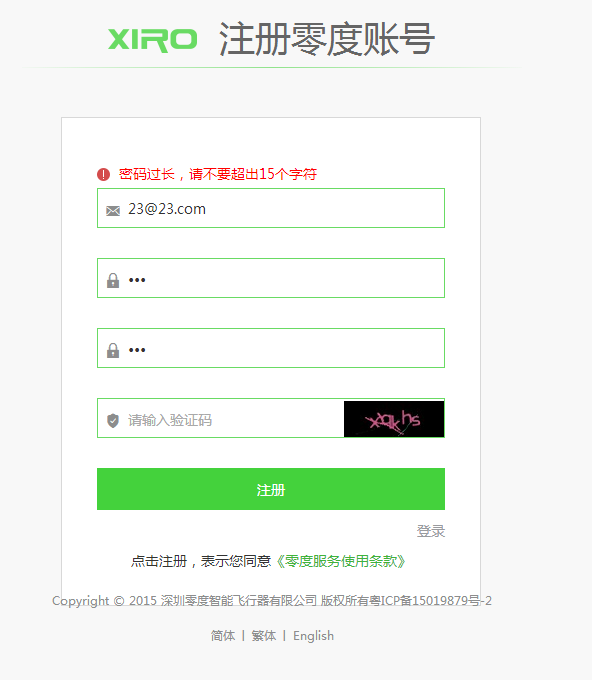 XIRO 注册零度账号
密码过长，请不要超出15个字符
23@23.com
•••
•••
请输入验证码
注册
登录
点击注册，表示您同意《零度服务使用条款》
Copyright © 2015 深圳零度智能飞行器有限公司 版权所有粤ICP备15019879号-2
简体 | 繁体 | English